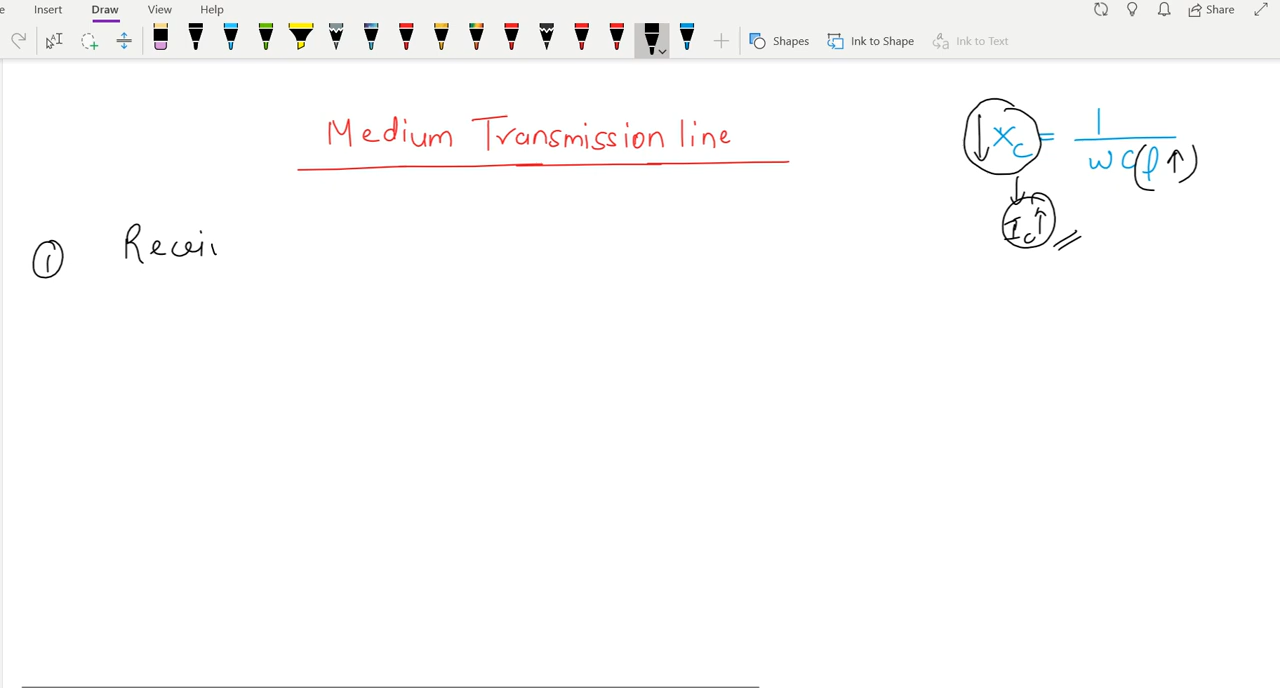 Insert Draw View Help Share
Shapes Ink to Shape Ink to Text
Medium Transmission line
↓ Xc = 1 / wc(l↑)
↓
Ic↑
① Recei